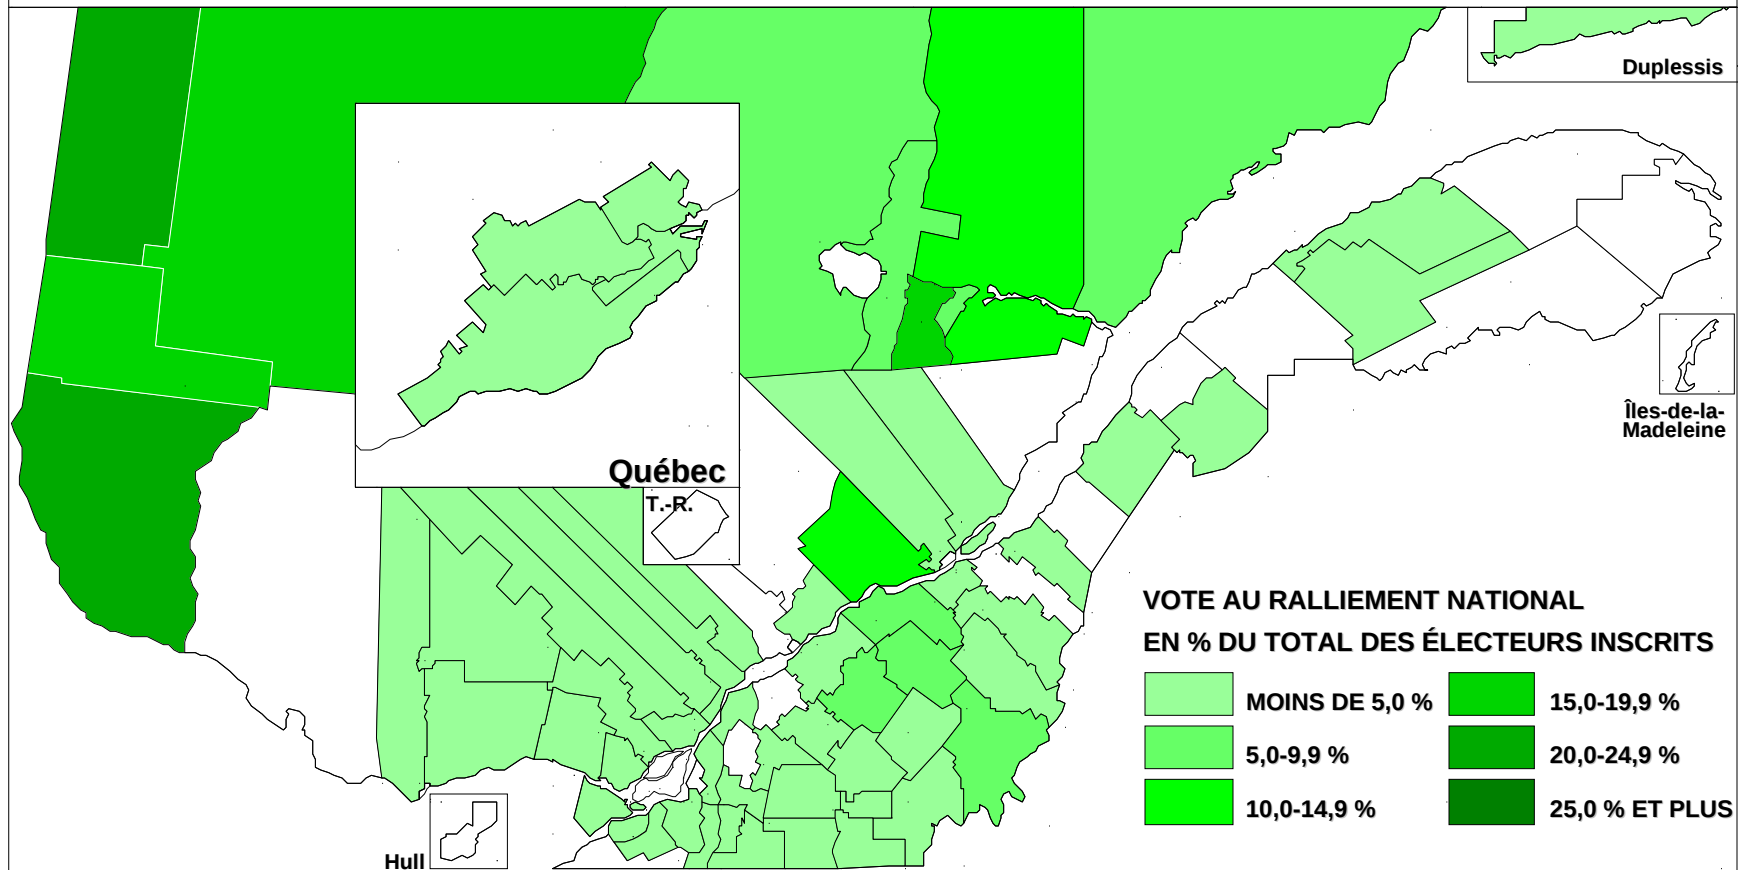 Duplessis
Îles-de-la-
Madeleine
Québec
T.-R.
Hull
VOTE AU RALLIEMENT NATIONAL
EN % DU TOTAL DES ÉLECTEURS INSCRITS
MOINS DE 5,0 %
15,0-19,9 %
5,0-9,9 %
20,0-24,9 %
10,0-14,9 %
25,0 % ET PLUS